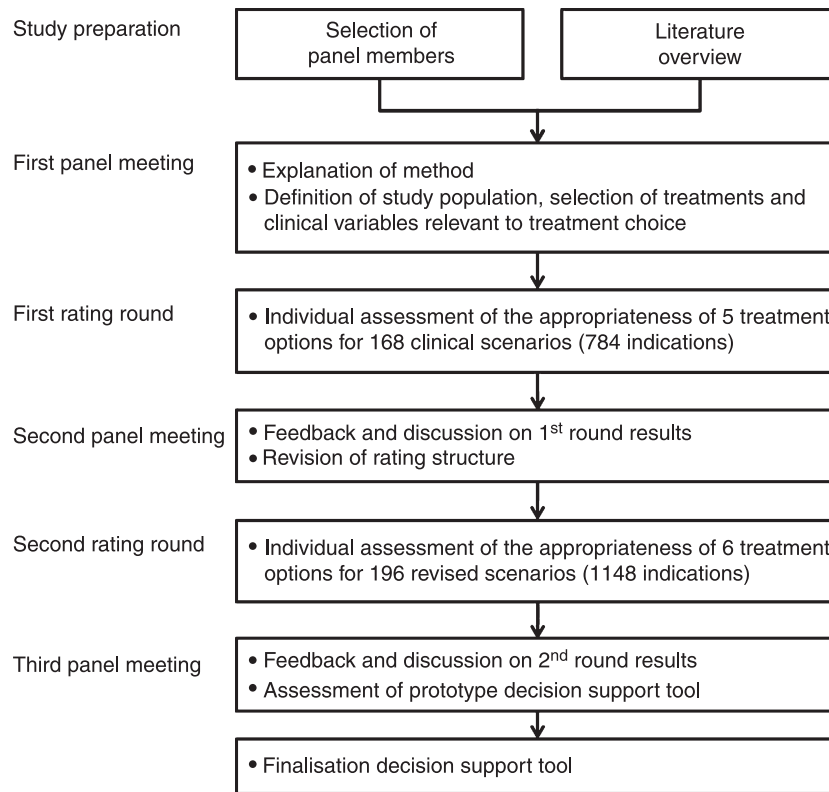 Study preparation
Selection of
panel members
Literature
overview
First panel meeting
• Explanation of method
• Definition of study population, selection of treatments and
clinical variables relevant to treatment choice
First rating round
• Individual assessment of the appropriateness of 5 treatment
options for 168 clinical scenarios (784 indications)
Second panel meeting
• Feedback and discussion on 1st round results
• Revision of rating structure
Second rating round
• Individual assessment of the appropriateness of 6 treatment
options for 196 revised scenarios (1148 indications)
Third panel meeting
• Feedback and discussion on 2nd round results
• Assessment of prototype decision support tool
• Finalisation decision support tool